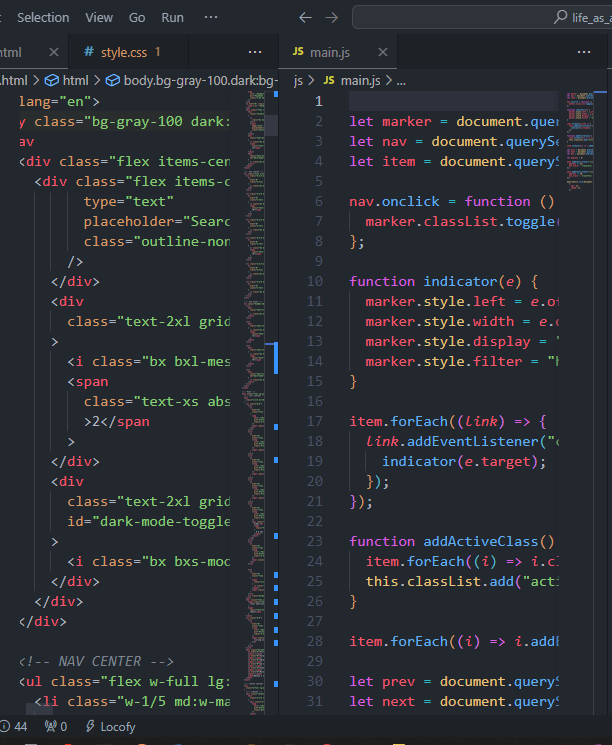 Selection View Go Run ···
life_as_a
html
# style.css 1 ···
JS main.js ···
.html > html > body.bg-gray-100.dark:bg-
js > JS main.js > ...
lang="en">
y class="bg-gray-100 dark:
av
<div class="flex items-cen
<div class="flex items-c
type="text"
placeholder="Sear
class="outline-non
/>
</div>
<div
class="text-2xl grid
>
<i class="bx bxl-mes
<span
class="text-xs abs
>2</span
>
</div>
<div
class="text-2xl grid
id="dark-mode-toggle
>
<i class="bx bxs-moo
</div>
</div>
</div>
<!-- NAV CENTER -->
<ul class="flex w-full lg:
<li class="w-1/5 md:w-ma
1
2 let marker = document.quer
3 let nav = document.querySe
4 let item = document.queryS
5
6 nav.onclick = function ()
7 marker.classList.toggle(
8 };
9
10 function indicator(e) {
11 marker.style.left = e.of
12 marker.style.width = e.o
13 marker.style.display = "
14 marker.style.filter = "h
15 }
16
17 item.forEach((link) => {
18 link.addEventListener("c
19 indicator(e.target);
20 });
21 });
22
23 function addActiveClass()
24 item.forEach((i) => i.cl
25 this.classList.add("acti
26 }
27
28 item.forEach((i) => i.addE
29
30 let prev = document.queryS
31 let next = document.queryS
44 0 Locofy